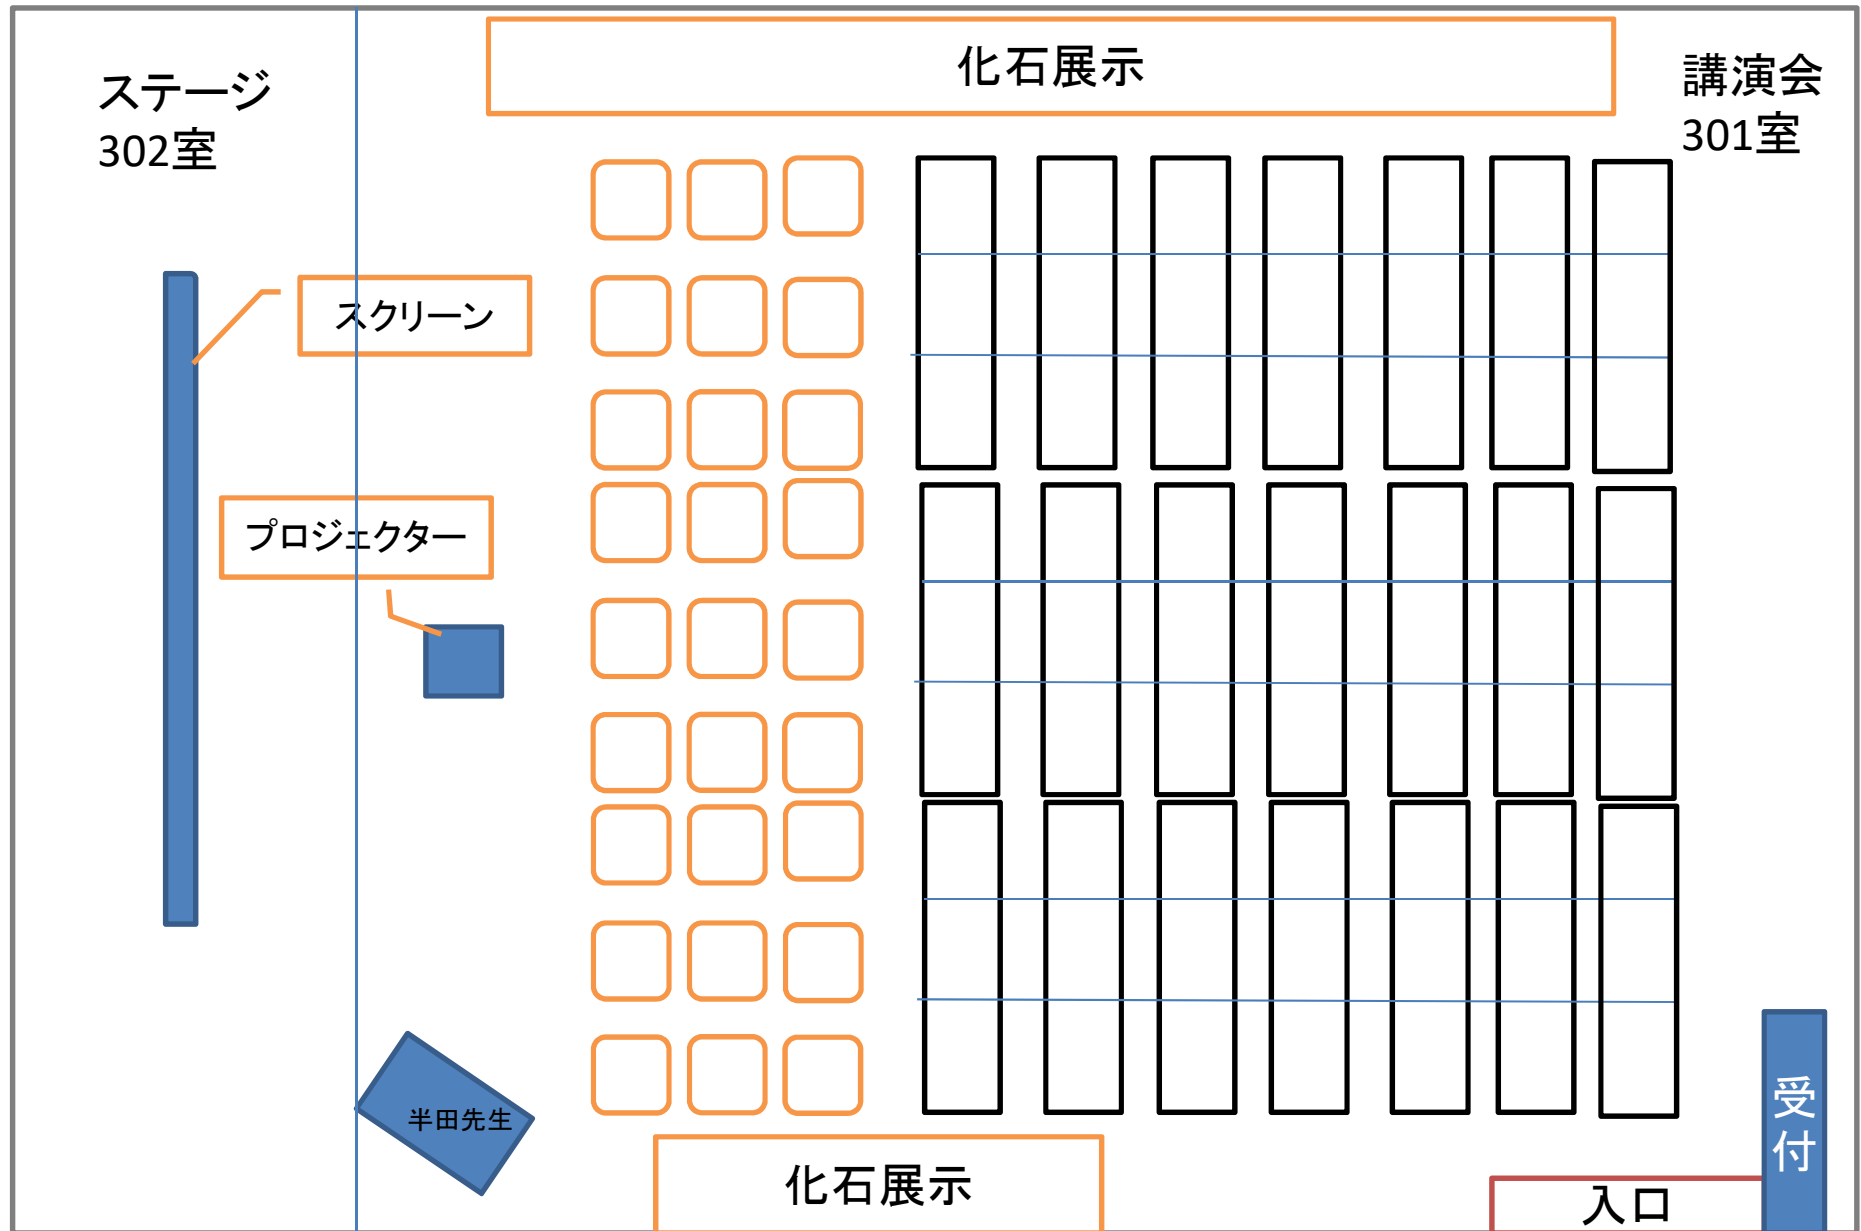 ステージ
302室
化石展示
講演会
301室
スクリーン
プロジェクター
半田先生
化石展示
受付
入口